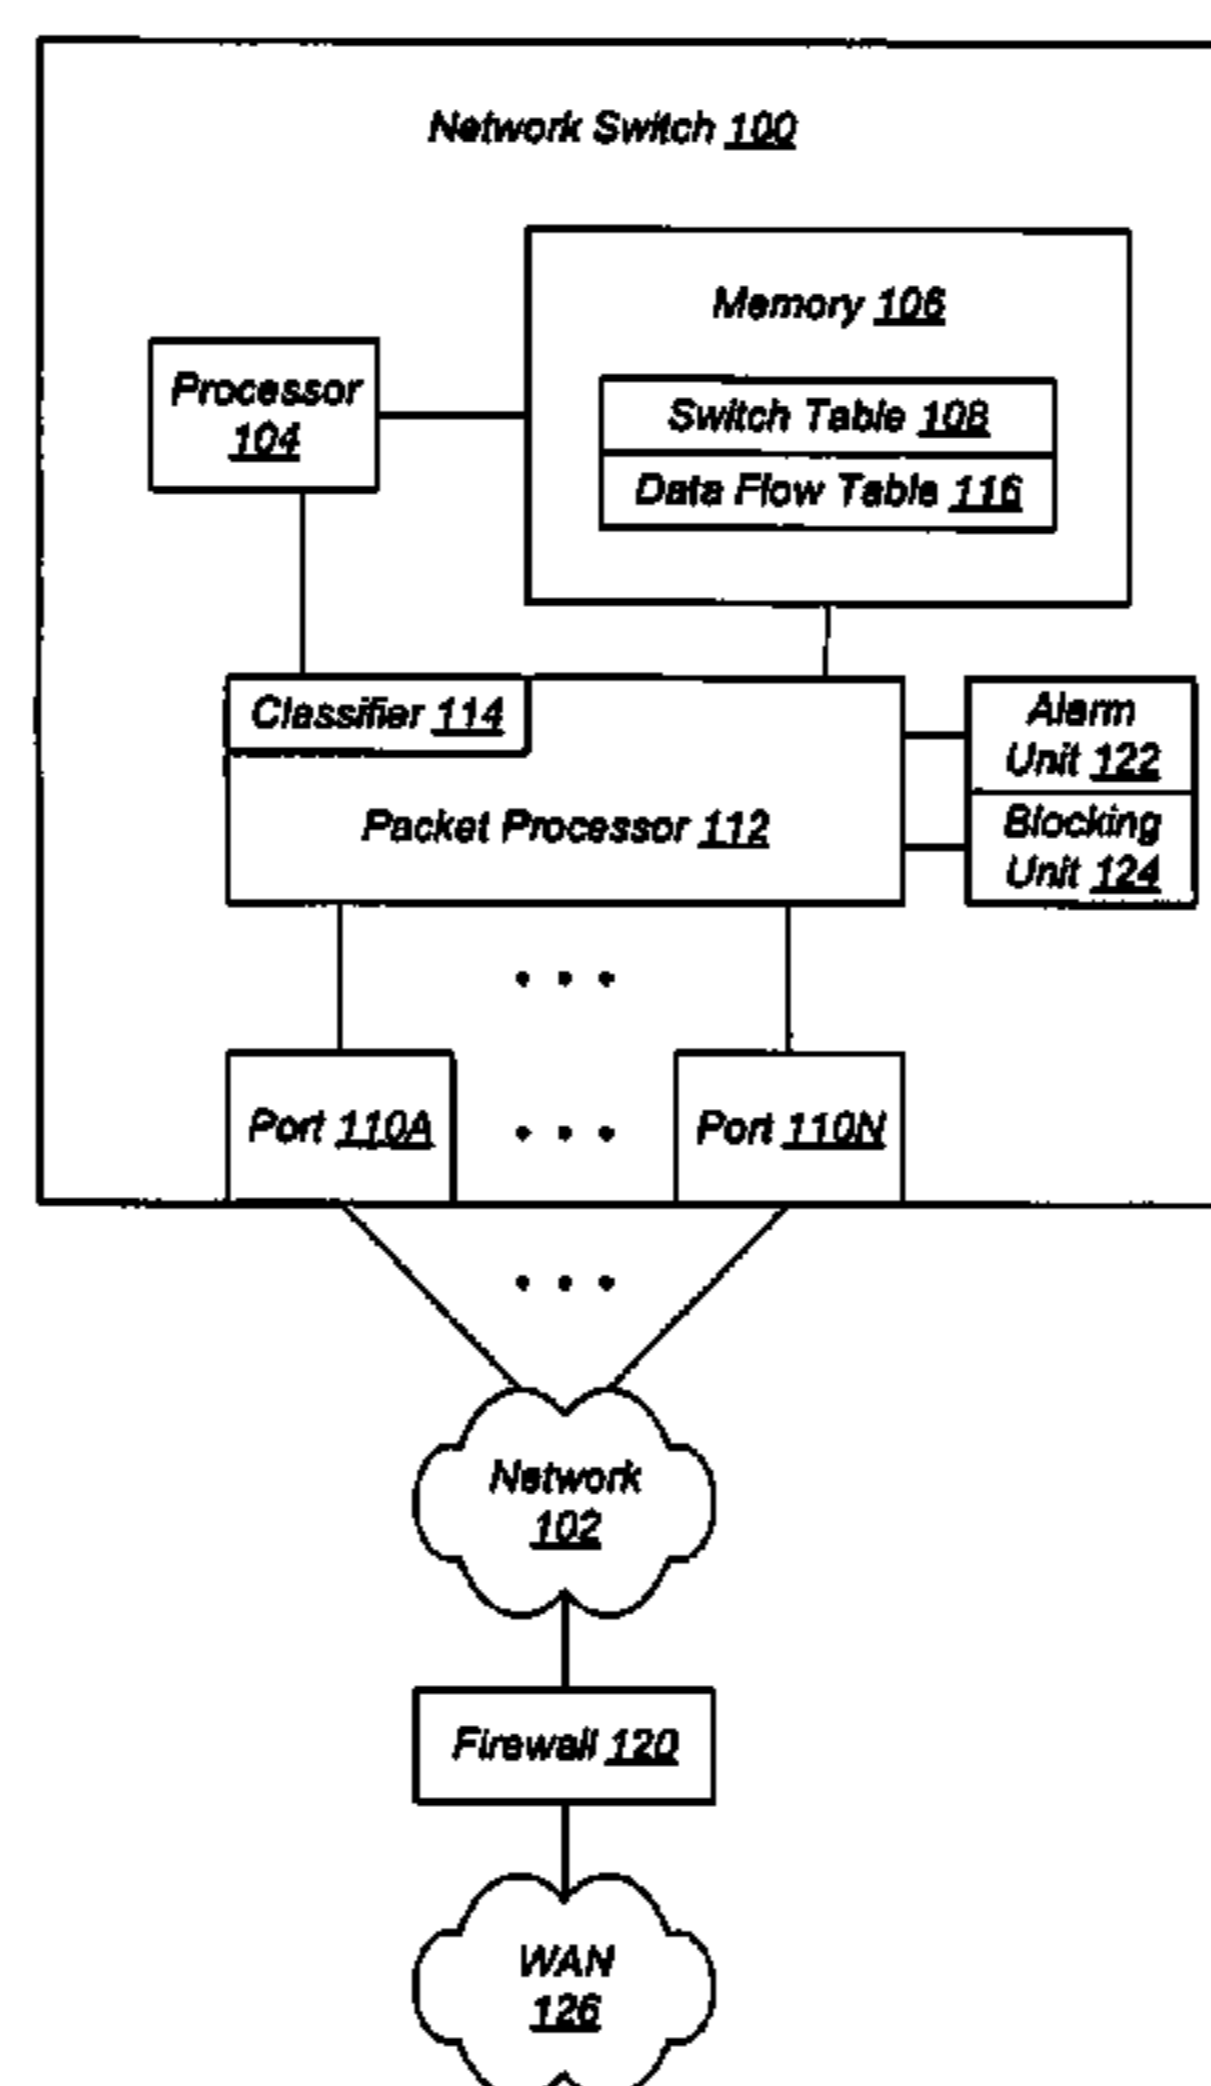 Network Switch 100
Memory 106
Processor
104
Switch Table 108
Data Flow Table 116
Classifier 114
Alarm
Unit 122
Packet Processor 112
Blocking
Unit 124
Port 110A
Port 110N
Network
102
Firewall 120
WAN
126